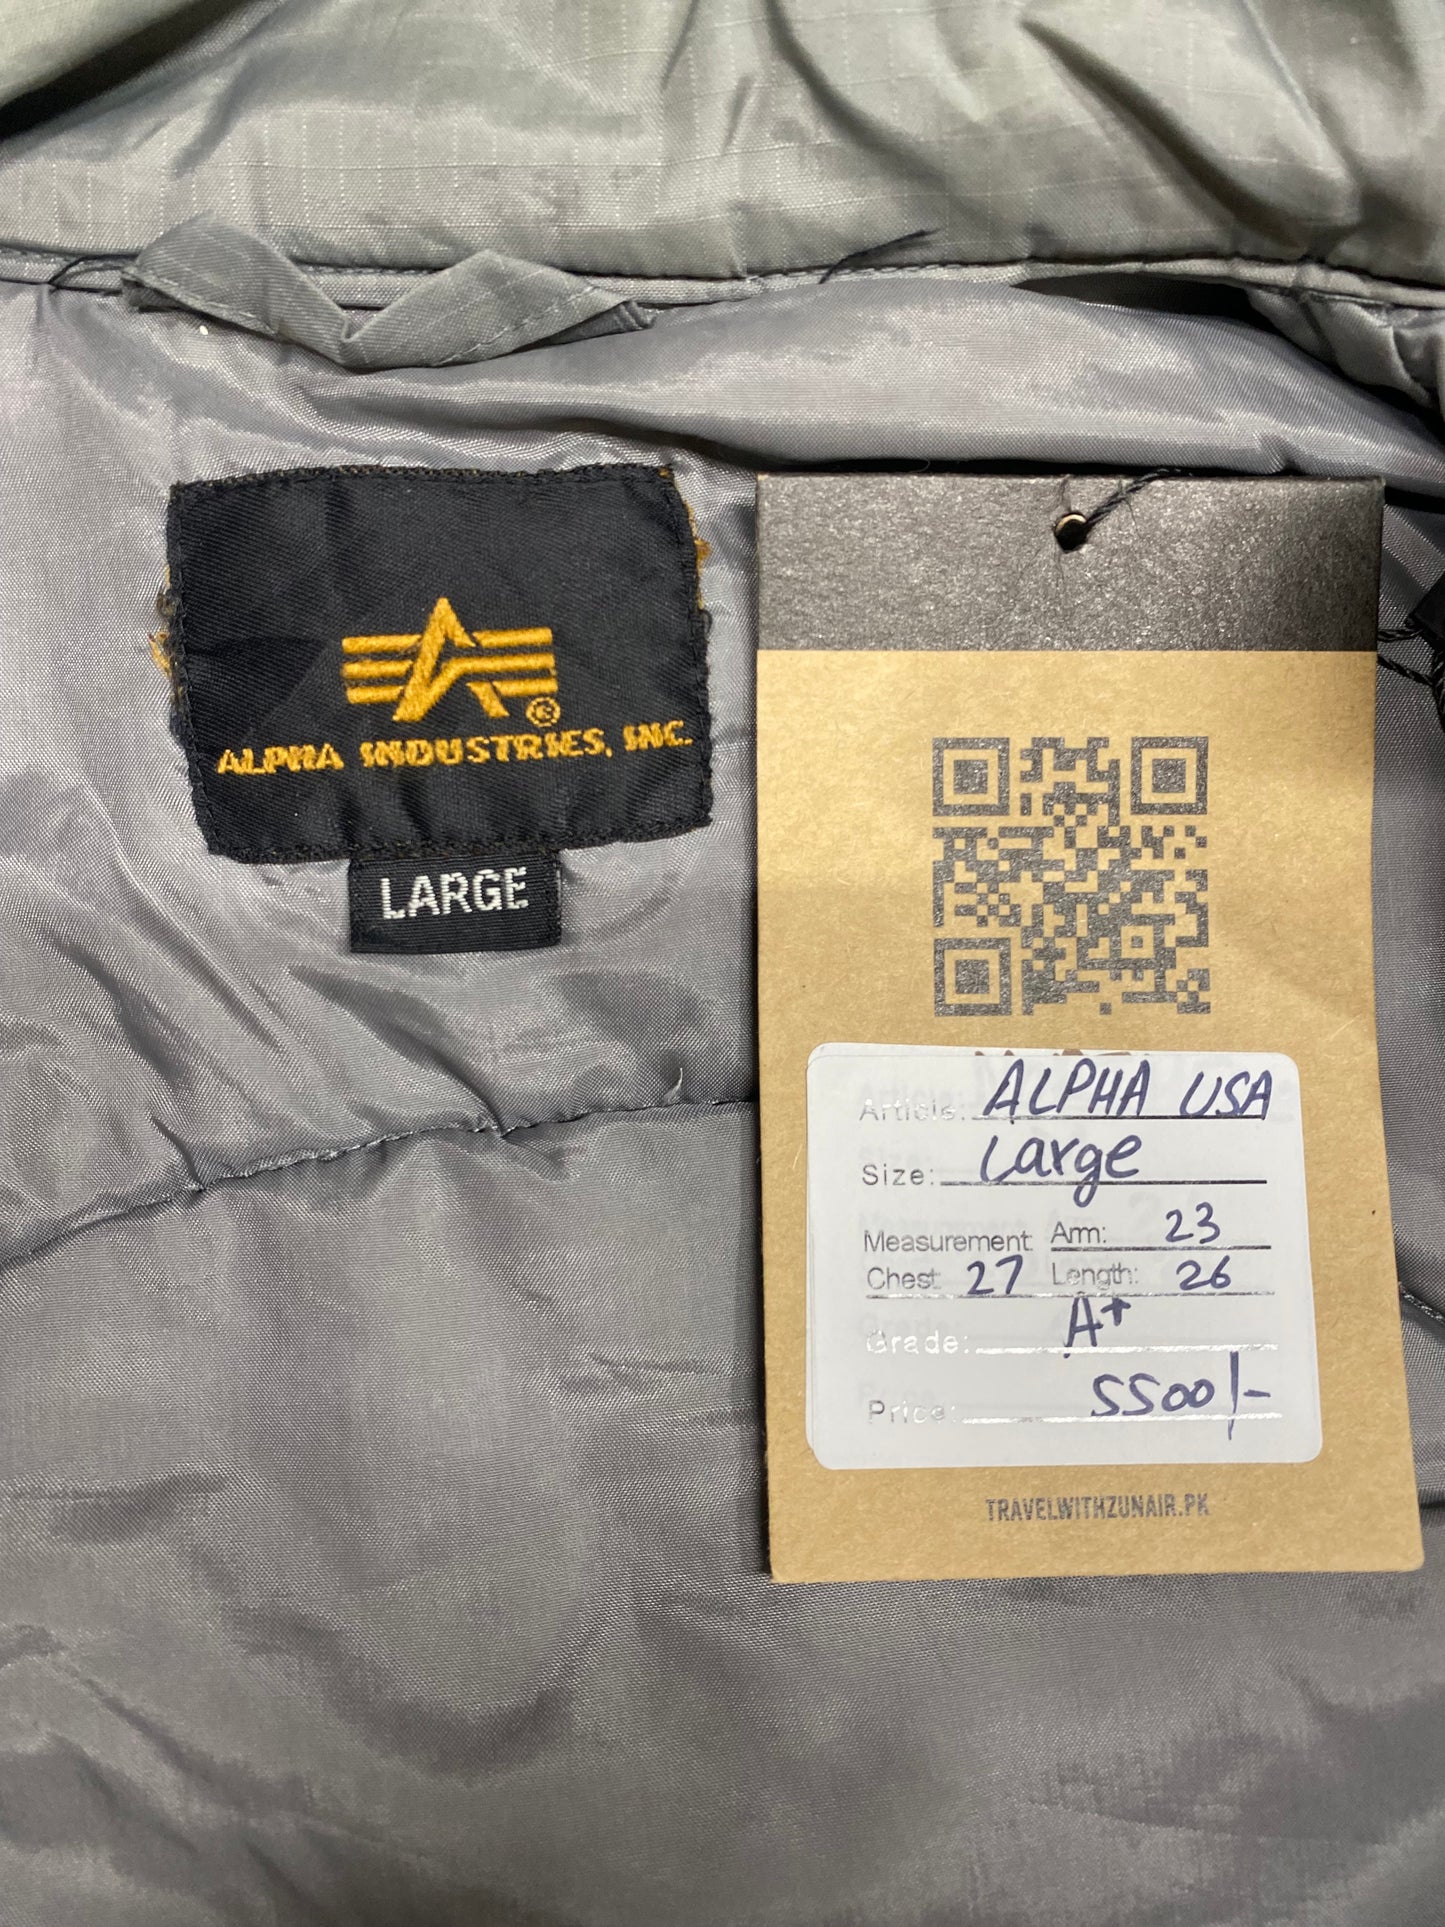 ALPHA INDUSTRIES, INC.
LARGE
Article: ALPHA USA
Size: Large
Measurement: Arm: 23
Chest: 27 Length: 26
Grade: A+
Price: 5500/-
TRAVELWITHZUNAIR.PK